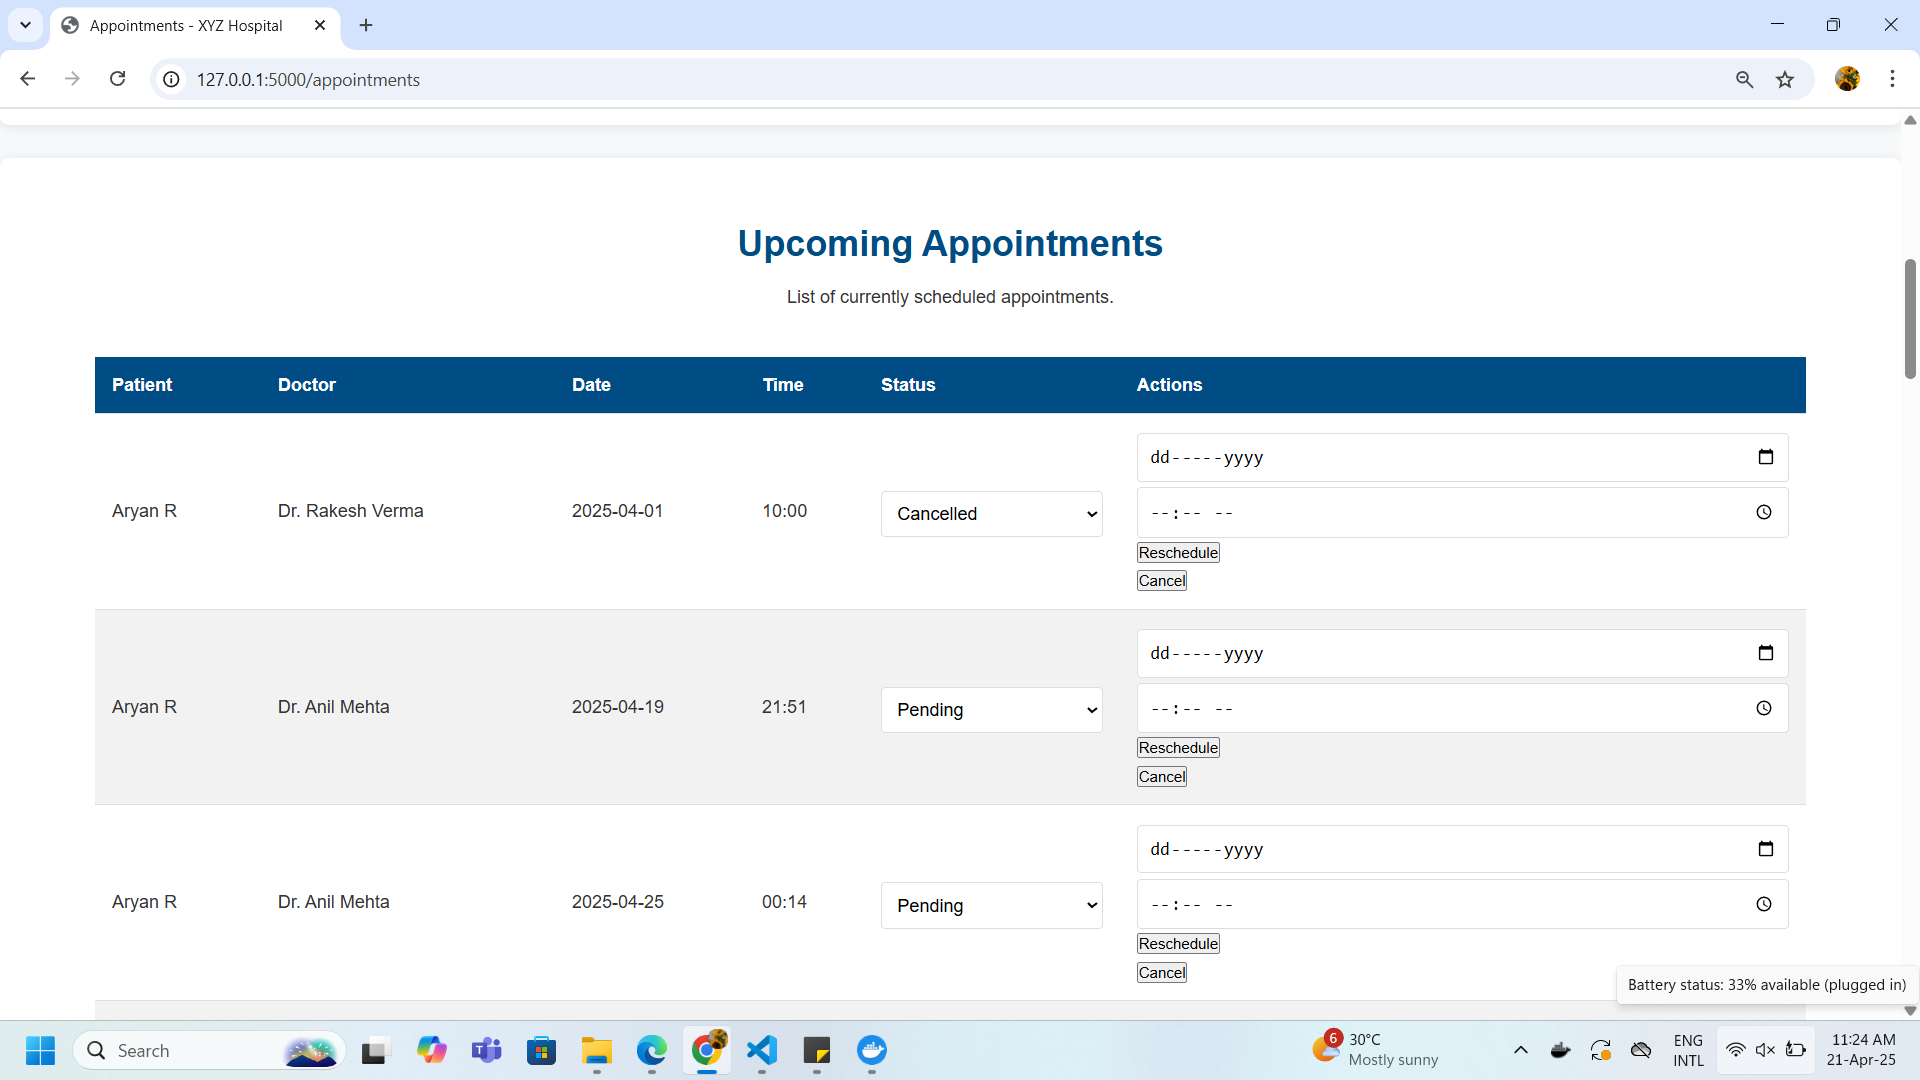 Appointments - XYZ Hospital
127.0.0.1:5000/appointments
Upcoming Appointments
List of currently scheduled appointments.
Patient Doctor Date Time Status Actions
dd-----yyyy
Aryan R Dr. Rakesh Verma 2025-04-01 10:00 Cancelled --:-- --
Reschedule
Cancel
dd-----yyyy
Aryan R Dr. Anil Mehta 2025-04-19 21:51 Pending --:-- --
Reschedule
Cancel
dd-----yyyy
Aryan R Dr. Anil Mehta 2025-04-25 00:14 Pending --:-- --
Reschedule
Cancel
Battery status: 33% available (plugged in)
Search
6
30°C
Mostly sunny
ENG
INTL
11:24 AM
21-Apr-25